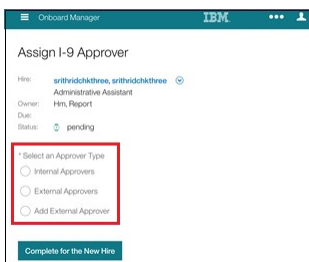 Onboard Manager IBM
Assign I-9 Approver
Hire: srithridchkthree, srithridchkthree
Administrative Assistant
Owner: Hm, Report
Due:
Status: pending
* Select an Approver Type
Internal Approvers
External Approvers
Add External Approver
Complete for the New Hire